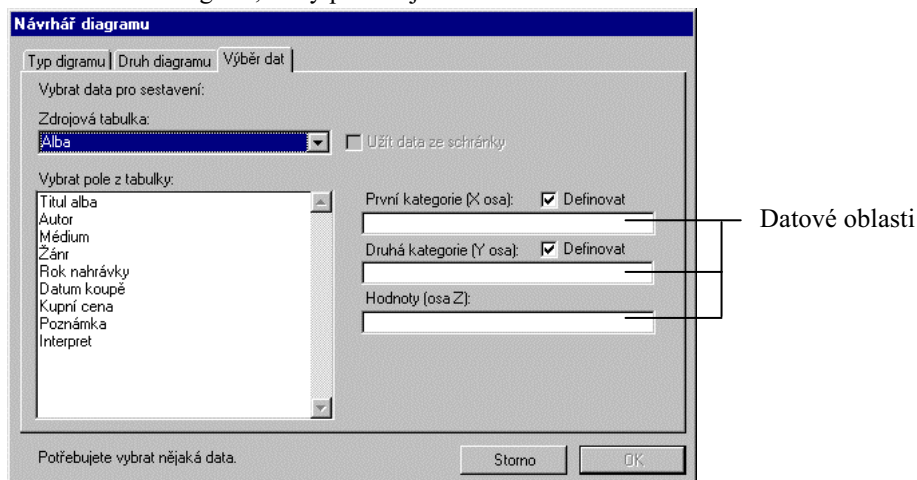 Návrhář diagramu
Typ digramu Druh diagramu Výběr dat
Vybrat data pro sestavení:
Zdrojová tabulka:
Alba
Užít data ze schránky
Vybrat pole z tabulky:
Titul alba
Autor
Médium
Žánr
Rok nahrávky
Datum koupě
Kupní cena
Poznámka
Interpret
První kategorie (X osa): Definovat
Druhá kategorie (Y osa): Definovat
Hodnoty (osa Z):
Datové oblasti
Potřebujete vybrat nějaká data.
Storno
OK